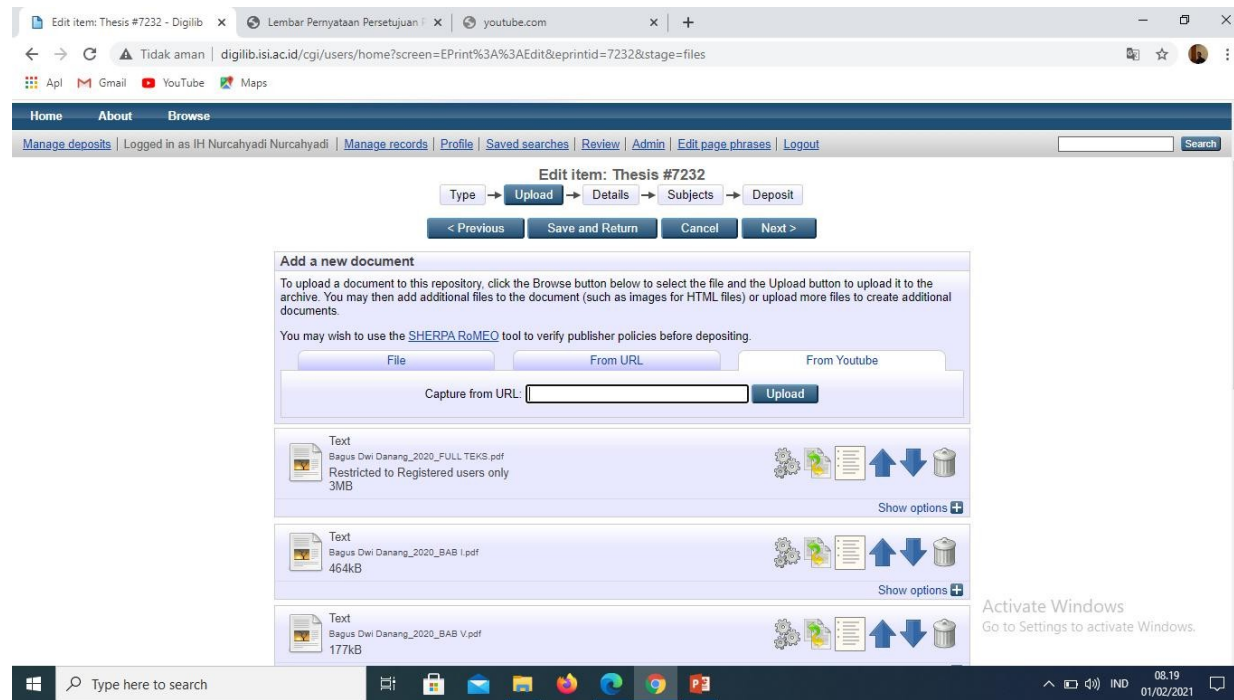 Edit item: Thesis #7232 - Digilib
Lembar Pernyataan Persetujuan
youtube.com
Tidak aman | digilib.isi.ac.id/cgi/users/home?screen=EPrint%3A%3AEdit&eprintid=7232&stage=files
Apl Gmail YouTube Maps
Home About Browse
Manage deposits | Logged in as IH Nurcahyadi Nurcahyadi | Manage records | Profile | Saved searches | Review | Admin | Edit page phrases | Logout
Search
Edit item: Thesis #7232
Type Upload Details Subjects Deposit
< Previous Save and Return Cancel Next >
Add a new document
To upload a document to this repository, click the Browse button below to select the file and the Upload button to upload it to the
archive. You may then add additional files to the document (such as images for HTML files) or upload more files to create additional
documents.
You may wish to use the SHERPA RoMEO tool to verify publisher policies before depositing.
File From URL From Youtube
Capture from URL: Upload
Text
Bagus Dwi Danang_2020_FULL TEKS.pdf
Restricted to Registered users only
3MB
Show options
Text
Bagus Dwi Danang_2020_BAB I.pdf
464kB
Show options
Text
Bagus Dwi Danang_2020_BAB V.pdf
177kB
Activate Windows
Go to Settings to activate Windows.
Type here to search
IND
08.19
01/02/2021